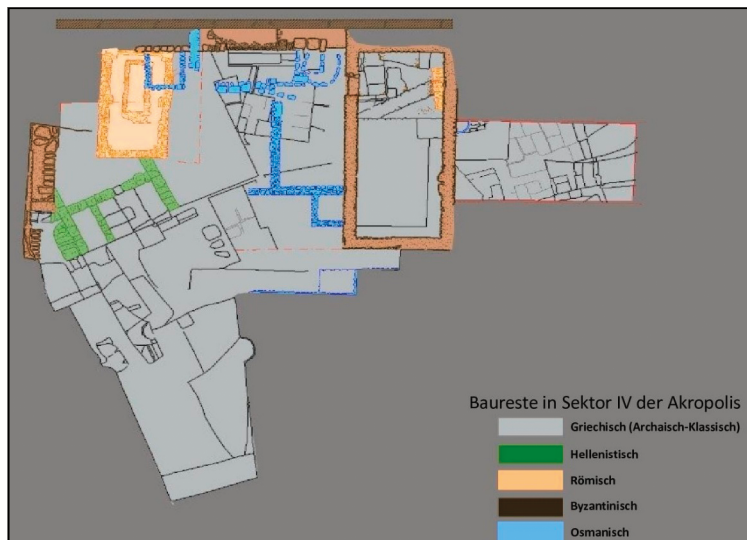 Baureste in Sektor IV der Akropolis
Griechisch (Archaisch-Klassisch)
Hellenistisch
Römisch
Byzantinisch
Osmanisch